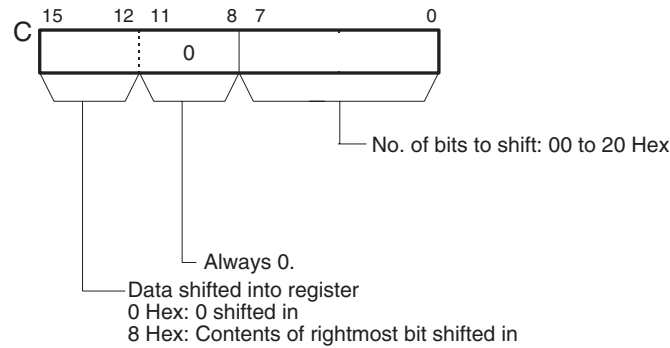 15 12 11 8 7 0
C
0
No. of bits to shift: 00 to 20 Hex
Always 0.
Data shifted into register
0 Hex: 0 shifted in
8 Hex: Contents of rightmost bit shifted in